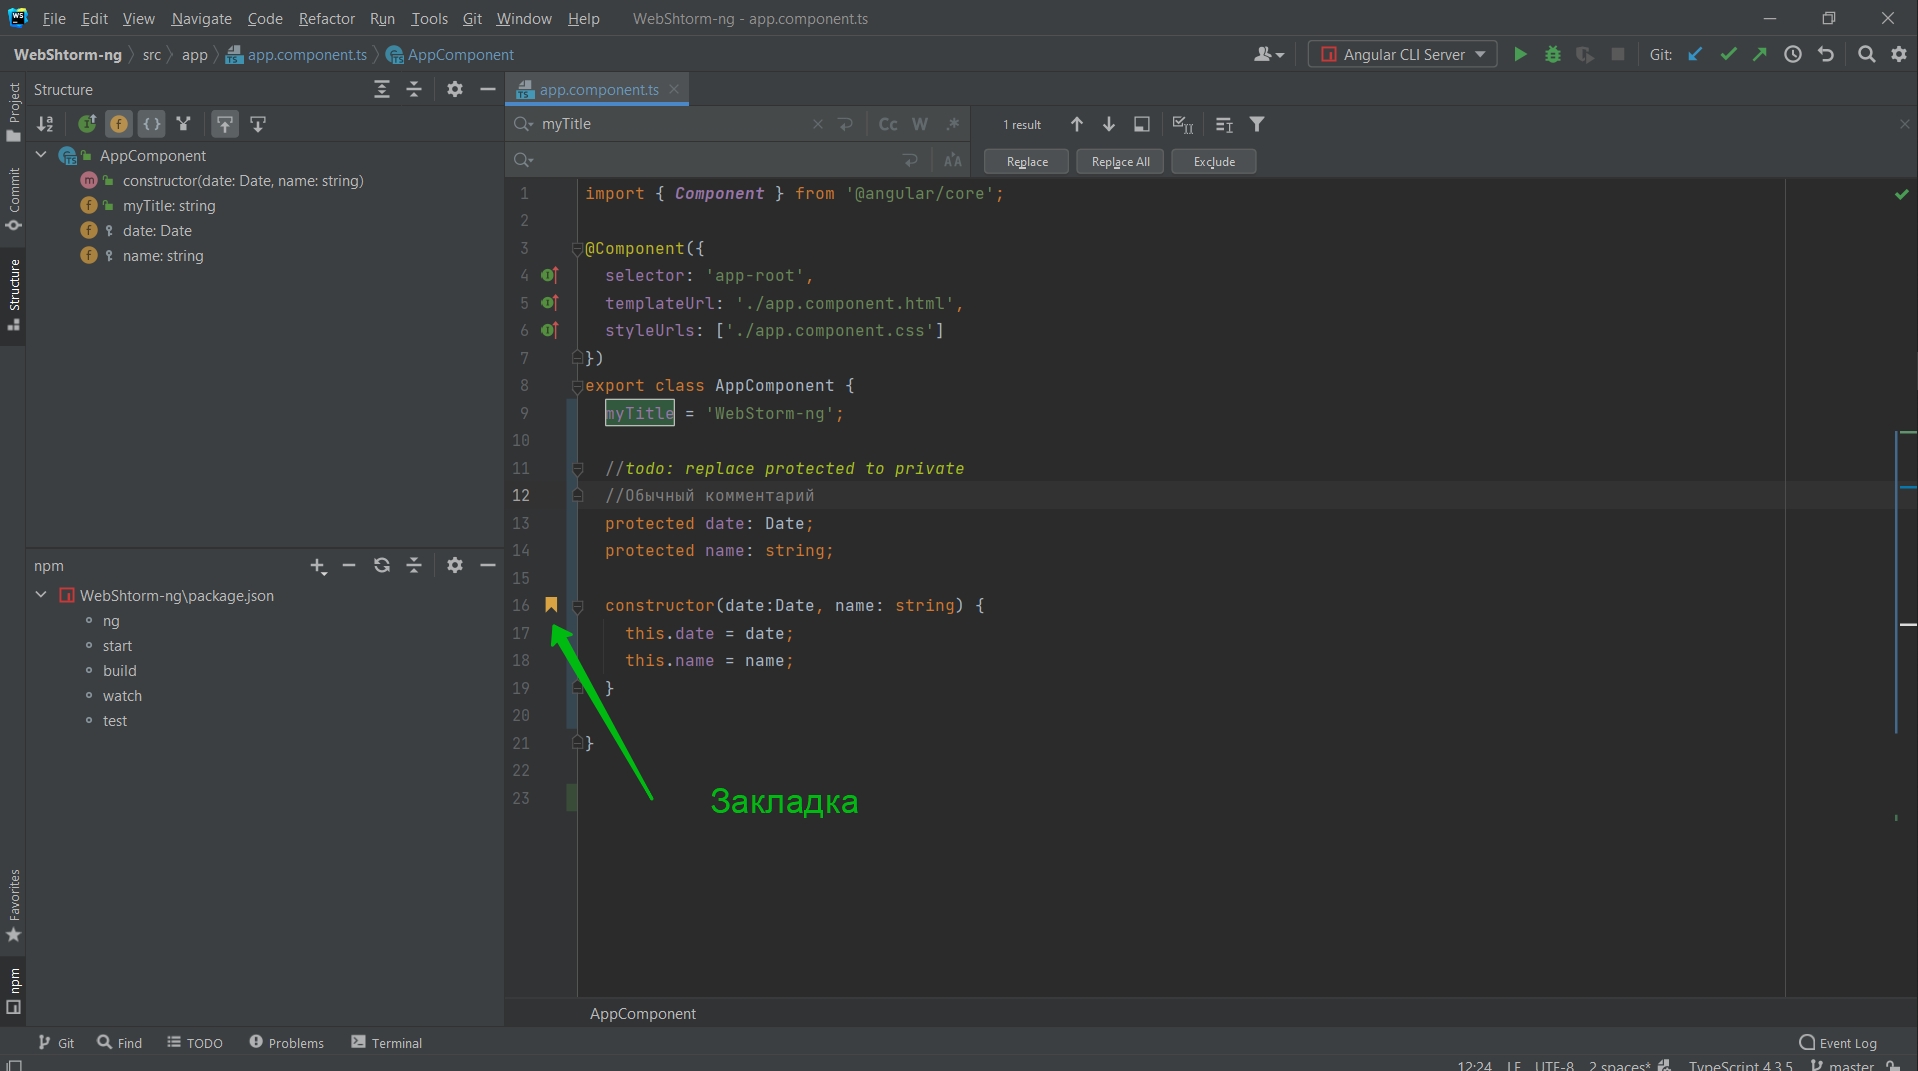 File Edit View Navigate Code Refactor Run Tools Git Window Help WebShtorm-ng - app.component.ts
WebShtorm-ng src app app.component.ts AppComponent Angular CLI Server Git:
Project
Commit
Structure
Favorites
npm
Structure
AppComponent
constructor(date: Date, name: string)
myTitle: string
date: Date
name: string
npm
WebShtorm-ng\package.json
ng
start
build
watch
test
app.component.ts
myTitle Cc W .* 1 result
Replace Replace All Exclude
1 import { Component } from '@angular/core';
2
3 @Component({
4 selector: 'app-root',
5 templateUrl: './app.component.html',
6 styleUrls: ['./app.component.css']
7 })
8 export class AppComponent {
9 myTitle = 'WebStorm-ng';
10
11 //todo: replace protected to private
12 //Обычный комментарий
13 protected date: Date;
14 protected name: string;
15
16 constructor(date:Date, name: string) {
17 this.date = date;
18 this.name = name;
19 }
20
21 }
22
23
Закладка
AppComponent
Git Find TODO Problems Terminal Event Log
12:24 LF UTF-8 2 spaces* TypeScript 4.3.5 master